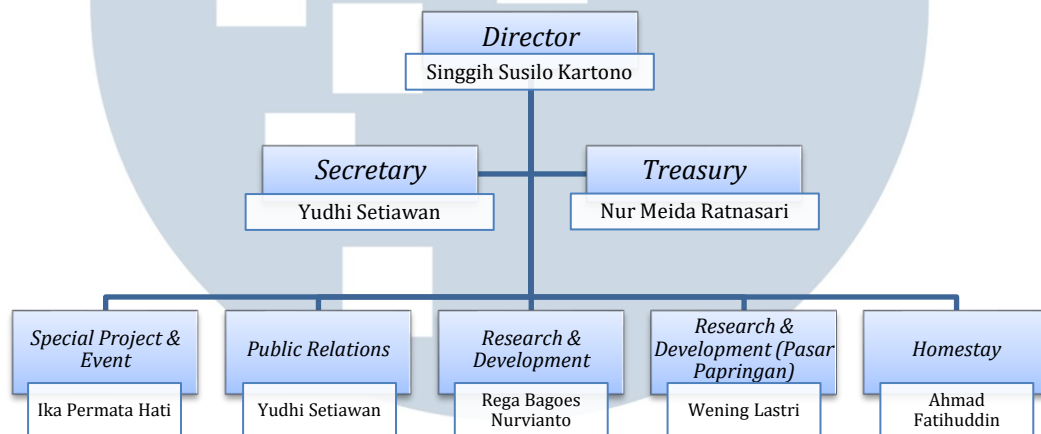 Director
Singgih Susilo Kartono
Secretary
Yudhi Setiawan
Treasury
Nur Meida Ratnasari
Special Project &
Event
Ika Permata Hati
Public Relations
Yudhi Setiawan
Research &
Development
Rega Bagoes
Nurvianto
Research &
Development (Pasar
Papringan)
Wening Lastri
Homestay
Ahmad
Fatihuddin